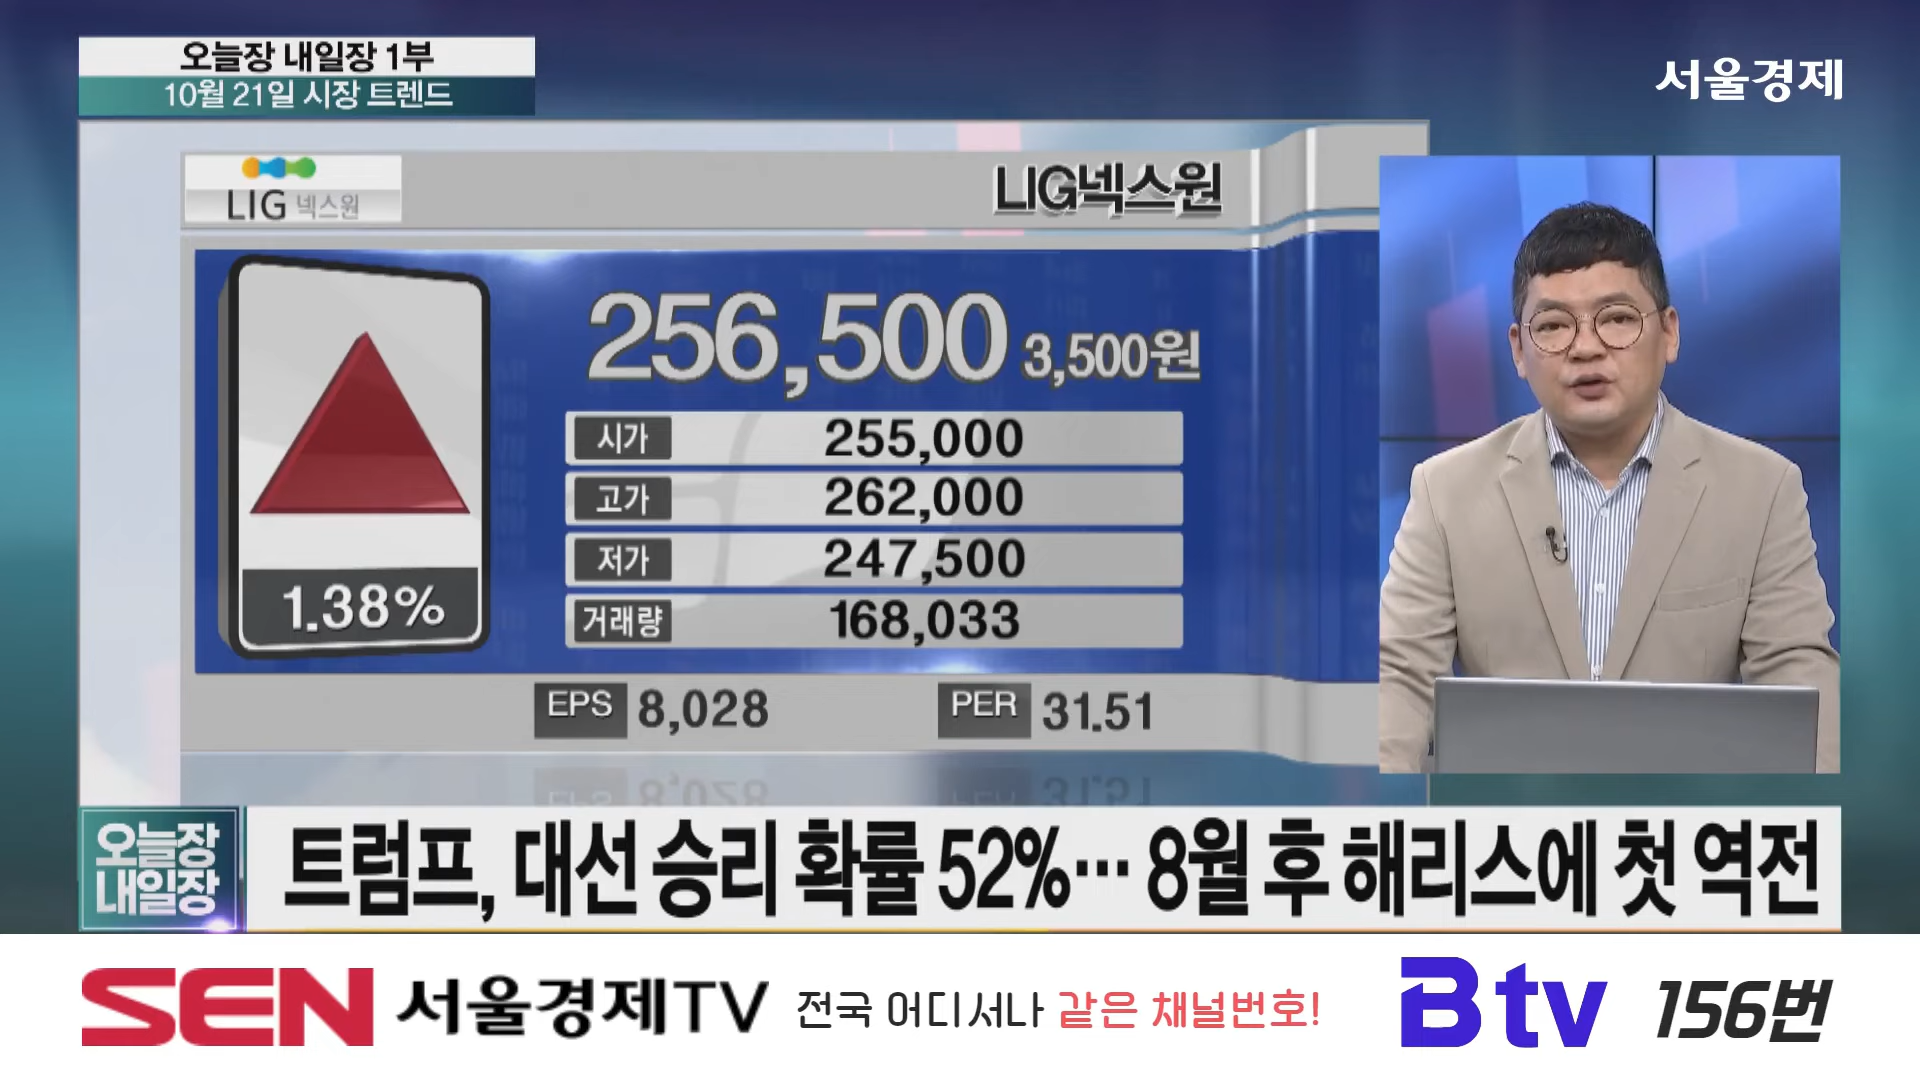 오늘장 내일장 1부
10월 21일 시장 트렌드
서울경제
LIG 넥스원
LIG넥스원
256,500 3,500원
시가 255,000
고가 262,000
저가 247,500
거래량 168,033
1.38%
EPS 8,028 PER 31.51
오늘장
내일장
트럼프, 대선 승리 확률 52%… 8월 후 해리스에 첫 역전
SEN 서울경제TV 전국 어디서나 같은 채널번호! B tv 156번